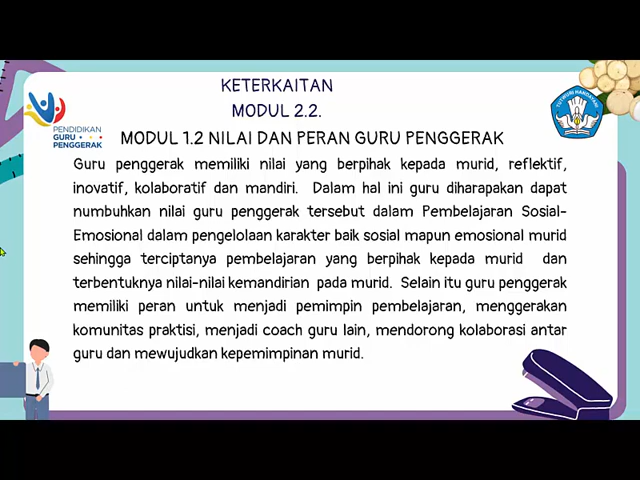 KETERKAITAN
MODUL 2.2.
MODUL 1.2 NILAI DAN PERAN GURU PENGGERAK
PENDIDIKAN
GURU
PENGGERAK
TUT WURI HANDAYANI
Guru penggerak memiliki nilai yang berpihak kepada murid, reflektif,
inovatif, kolaboratif dan mandiri. Dalam hal ini guru diharapakan dapat
numbuhkan nilai guru penggerak tersebut dalam Pembelajaran Sosial-
Emosional dalam pengelolaan karakter baik sosial mapun emosional murid
sehingga terciptanya pembelajaran yang berpihak kepada murid dan
terbentuknya nilai-nilai kemandirian pada murid. Selain itu guru penggerak
memiliki peran untuk menjadi pemimpin pembelajaran, menggerakan
komunitas praktisi, menjadi coach guru lain, mendorong kolaborasi antar
guru dan mewujudkan kepemimpinan murid.